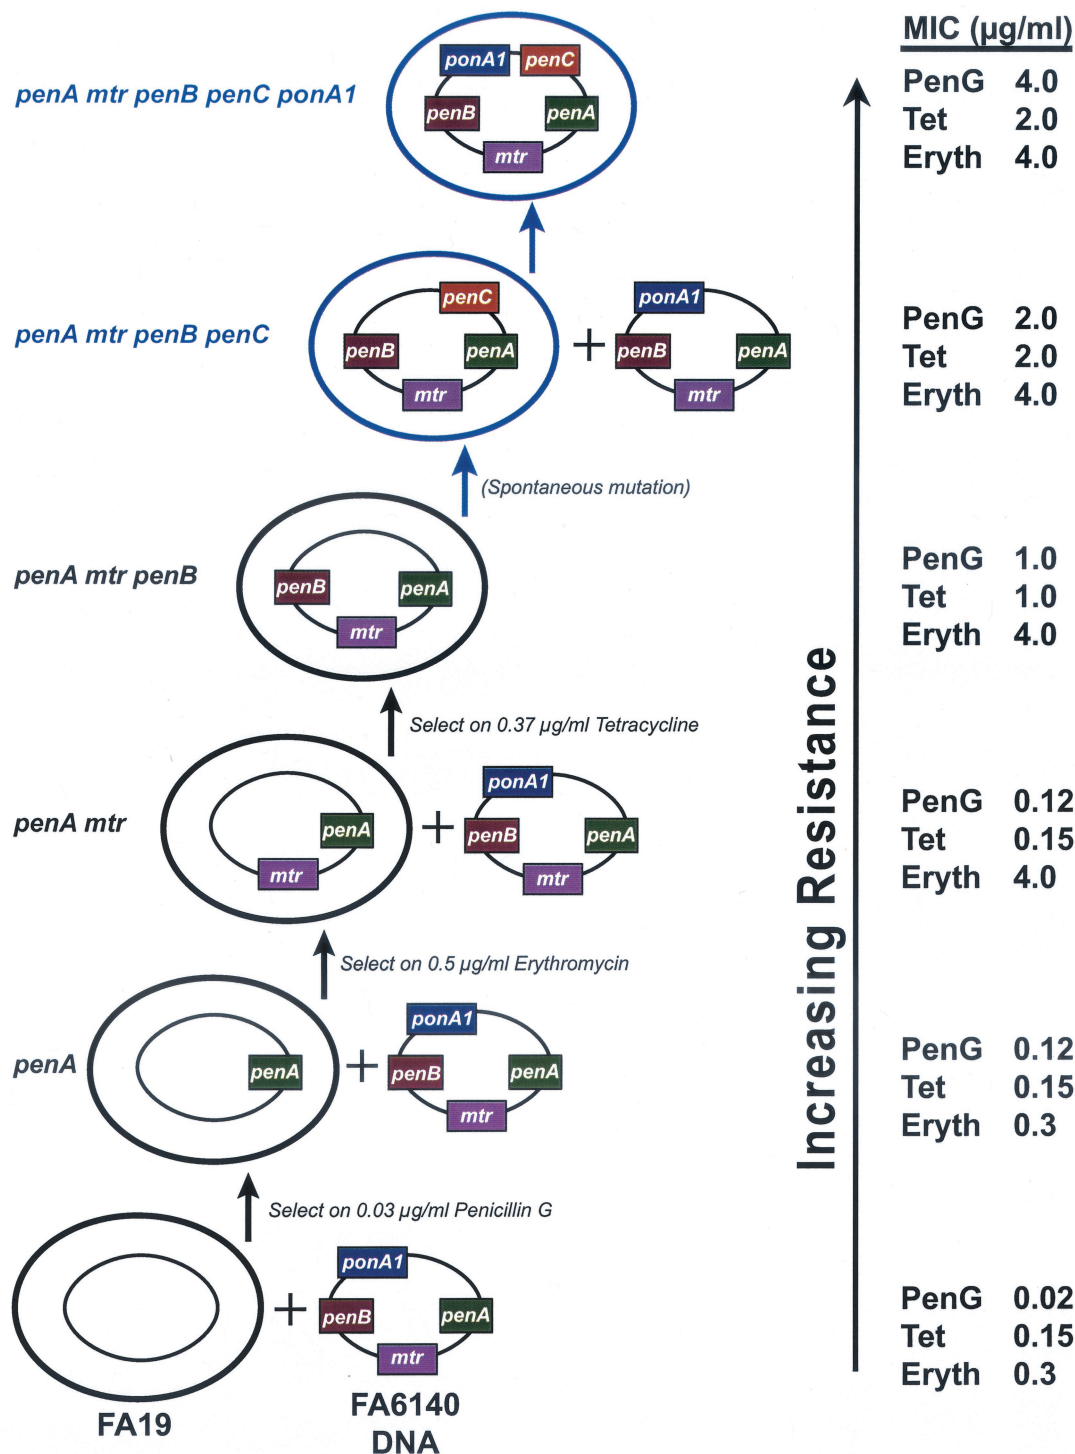 MIC (µg/ml)
penA mtr penB penC ponA1
ponA1 penC
penB penA
mtr
PenG 4.0
Tet 2.0
Eryth 4.0
penA mtr penB penC
penC
penB penA
mtr
+
ponA1
penB penA
mtr
PenG 2.0
Tet 2.0
Eryth 4.0
(Spontaneous mutation)
penA mtr penB
penB penA
mtr
PenG 1.0
Tet 1.0
Eryth 4.0
Select on 0.37 µg/ml Tetracycline
penA mtr
penA
mtr
+
ponA1
penB penA
mtr
PenG 0.12
Tet 0.15
Eryth 4.0
Select on 0.5 µg/ml Erythromycin
penA
penA
+
ponA1
penB penA
mtr
PenG 0.12
Tet 0.15
Eryth 0.3
Select on 0.03 µg/ml Penicillin G
+
ponA1
penB penA
mtr
PenG 0.02
Tet 0.15
Eryth 0.3
FA19
FA6140
DNA
Increasing Resistance